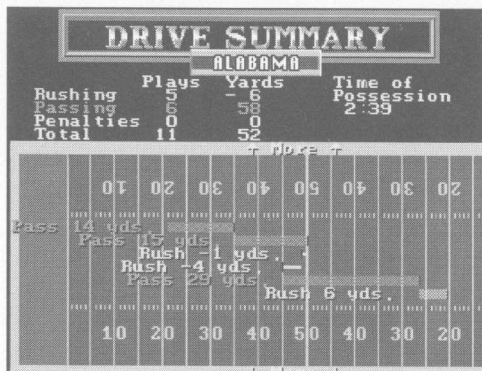 DRIVE SUMMARY
ALABAMA
Plays Yards Time of
Rushing 5 - 6 Possession
Passing 6 58 2:39
Penalties 0 0
Total 11 52
↑ More ↑
10 20 30 40 50 40 30 20
Pass 14 yds.
Pass 15 yds.
Rush -1 yds.
Rush -4 yds.
Pass 29 yds.
Rush 6 yds.
10 20 30 40 50 40 30 20